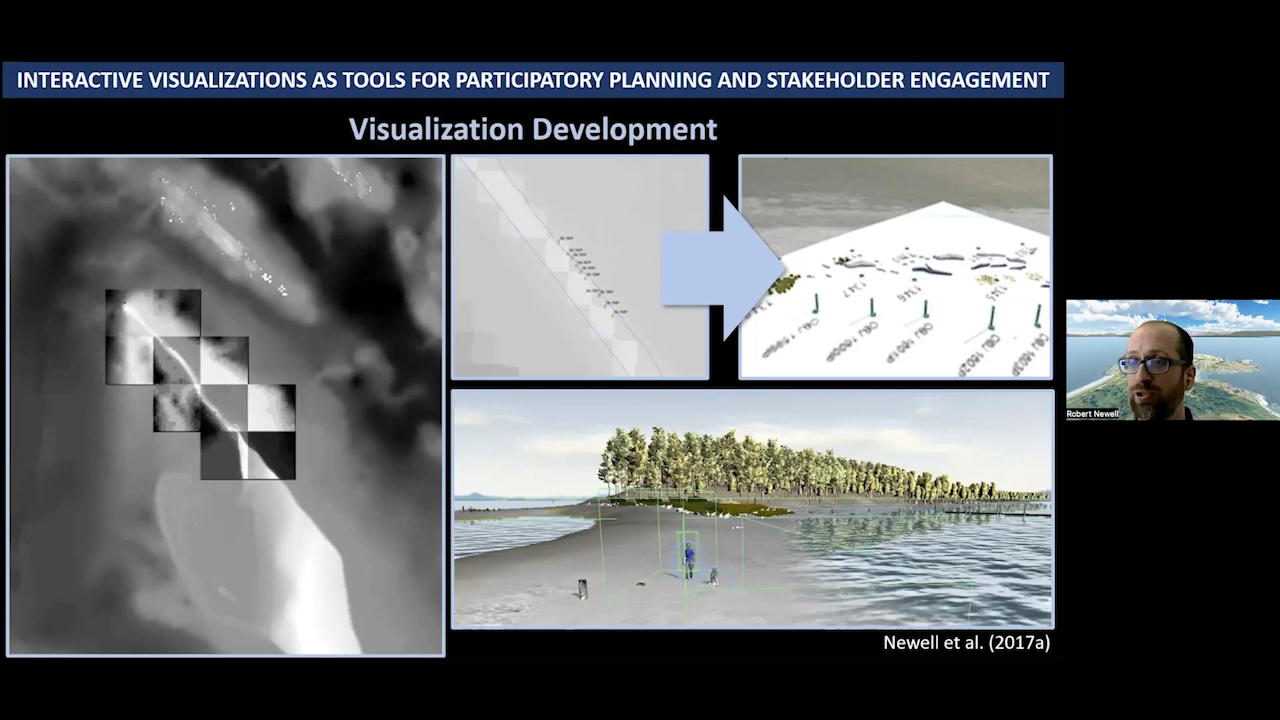 INTERACTIVE VISUALIZATIONS AS TOOLS FOR PARTICIPATORY PLANNING AND STAKEHOLDER ENGAGEMENT
Visualization Development
Robert Newell
Newell et al. (2017a)